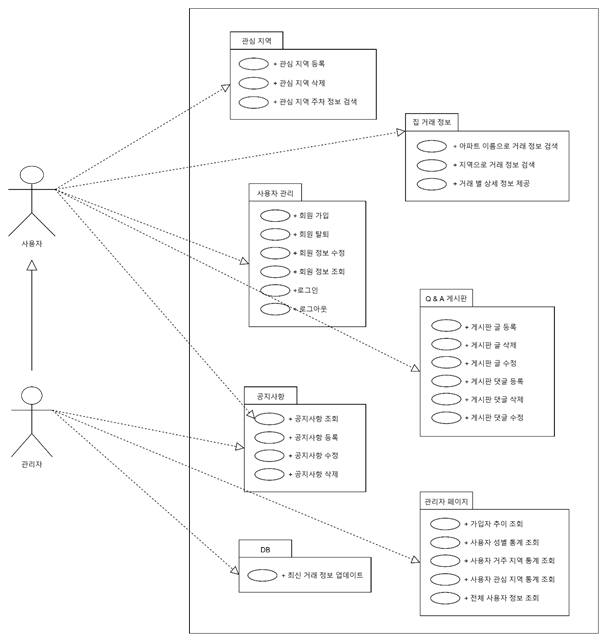 관심 지역
+ 관심 지역 등록
+ 관심 지역 삭제
+ 관심 지역 주차 정보 검색
집 거래 정보
+ 아파트 이름으로 거래 정보 검색
+ 지역으로 거래 정보 검색
+ 거래 별 상세 정보 제공
사용자
사용자 관리
+ 회원 가입
+ 회원 탈퇴
+ 회원 정보 수정
+ 회원 정보 조회
+로그인
+ 로그아웃
Q & A 게시판
+ 게시판 글 등록
+ 게시판 글 삭제
+ 게시판 글 수정
+ 게시판 댓글 등록
+ 게시판 댓글 삭제
+ 게시판 댓글 수정
관리자
공지사항
+ 공지사항 조회
+ 공지사항 등록
+ 공지사항 수정
+ 공지사항 삭제
관리자 페이지
+ 가입자 추이 조회
+ 사용자 성별 통계 조회
+ 사용자 거주 지역 통계 조회
+ 사용자 관심 지역 통계 조회
+ 전체 사용자 정보 조회
DB
+ 최신 거래 정보 업데이트